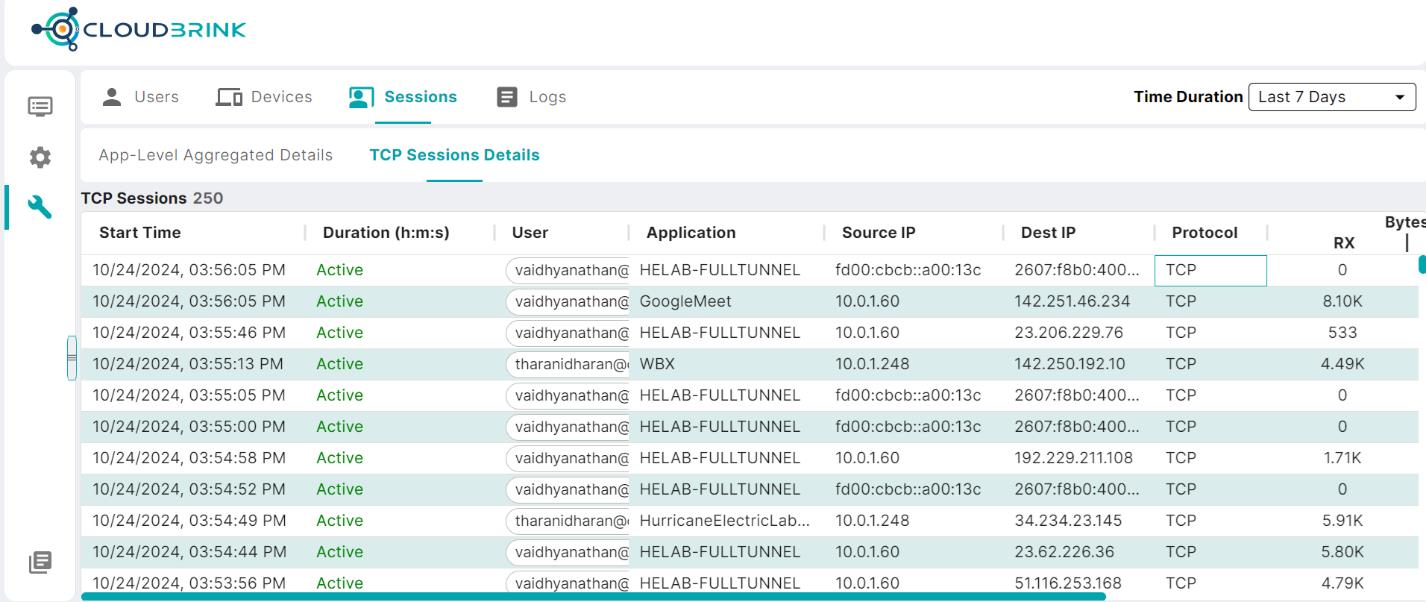 CLOUDBRINK
Users Devices Sessions Logs Time Duration Last 7 Days
App-Level Aggregated Details TCP Sessions Details
TCP Sessions 250
Start Time Duration (h:m:s) User Application Source IP Dest IP Protocol RX Bytes
10/24/2024, 03:56:05 PM Active vaidhyanathan@ HELAB-FULLTUNNEL fd00:cbcb::a00:13c 2607:f8b0:400... TCP 0
10/24/2024, 03:56:05 PM Active vaidhyanathan@ GoogleMeet 10.0.1.60 142.251.46.234 TCP 8.10K
10/24/2024, 03:55:46 PM Active vaidhyanathan@ HELAB-FULLTUNNEL 10.0.1.60 23.206.229.76 TCP 533
10/24/2024, 03:55:13 PM Active tharanidharan@ WBX 10.0.1.248 142.250.192.10 TCP 4.49K
10/24/2024, 03:55:05 PM Active vaidhyanathan@ HELAB-FULLTUNNEL fd00:cbcb::a00:13c 2607:f8b0:400... TCP 0
10/24/2024, 03:55:00 PM Active vaidhyanathan@ HELAB-FULLTUNNEL fd00:cbcb::a00:13c 2607:f8b0:400... TCP 0
10/24/2024, 03:54:58 PM Active vaidhyanathan@ HELAB-FULLTUNNEL 10.0.1.60 192.229.211.108 TCP 1.71K
10/24/2024, 03:54:52 PM Active vaidhyanathan@ HELAB-FULLTUNNEL fd00:cbcb::a00:13c 2607:f8b0:400... TCP 0
10/24/2024, 03:54:49 PM Active tharanidharan@ HurricaneElectricLab... 10.0.1.248 34.234.23.145 TCP 5.91K
10/24/2024, 03:54:44 PM Active vaidhyanathan@ HELAB-FULLTUNNEL 10.0.1.60 23.62.226.36 TCP 5.80K
10/24/2024, 03:53:56 PM Active vaidhyanathan@ HELAB-FULLTUNNEL 10.0.1.60 51.116.253.168 TCP 4.79K